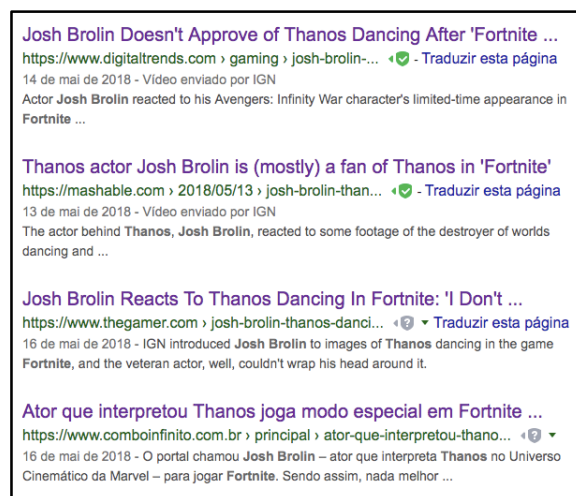 Josh Brolin Doesn't Approve of Thanos Dancing After 'Fortnite ...
https://www.digitaltrends.com › gaming › josh-brolin-... - Traduzir esta página
14 de mai de 2018 - Vídeo enviado por IGN
Actor Josh Brolin reacted to his Avengers: Infinity War character's limited-time appearance in
Fortnite ...
Thanos actor Josh Brolin is (mostly) a fan of Thanos in 'Fortnite'
https://mashable.com › 2018/05/13 › josh-brolin-than... - Traduzir esta página
13 de mai de 2018 - Vídeo enviado por IGN
The actor behind Thanos, Josh Brolin, reacted to some footage of the destroyer of worlds
dancing and ...
Josh Brolin Reacts To Thanos Dancing In Fortnite: 'I Don't ...
https://www.thegamer.com › josh-brolin-thanos-danci... Traduzir esta página
16 de mai de 2018 - IGN introduced Josh Brolin to images of Thanos dancing in the game
Fortnite, and the veteran actor, well, couldn't wrap his head around it.
Ator que interpretou Thanos joga modo especial em Fortnite ...
https://www.comboinfinito.com.br › principal › ator-que-interpretou-thano...
16 de mai de 2018 - O portal chamou Josh Brolin – ator que interpreta Thanos no Universo
Cinemático da Marvel – para jogar Fortnite. Sendo assim, nada melhor ...